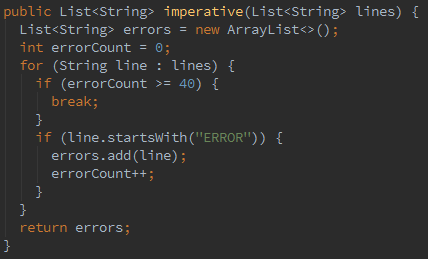 public List<String> imperative(List<String> lines) {
  List<String> errors = new ArrayList<>();
  int errorCount = 0;
  for (String line : lines) {
    if (errorCount >= 40) {
      break;
    }
    if (line.startsWith("ERROR")) {
      errors.add(line);
      errorCount++;
    }
  }
  return errors;
}